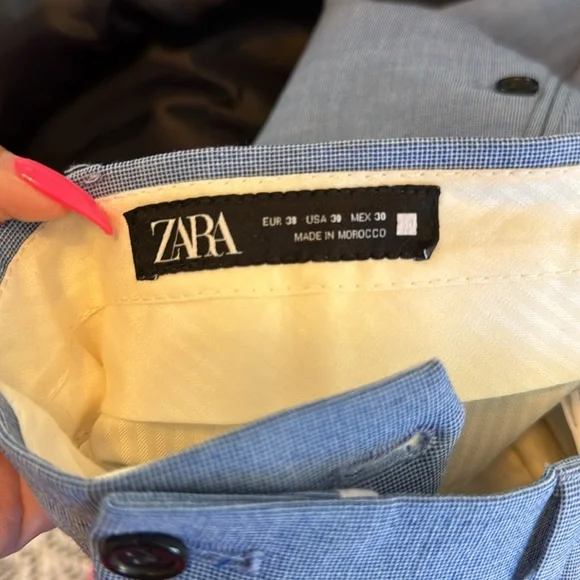 ZARA
EUR 38 USA 30 MEX 30
MADE IN MOROCCO